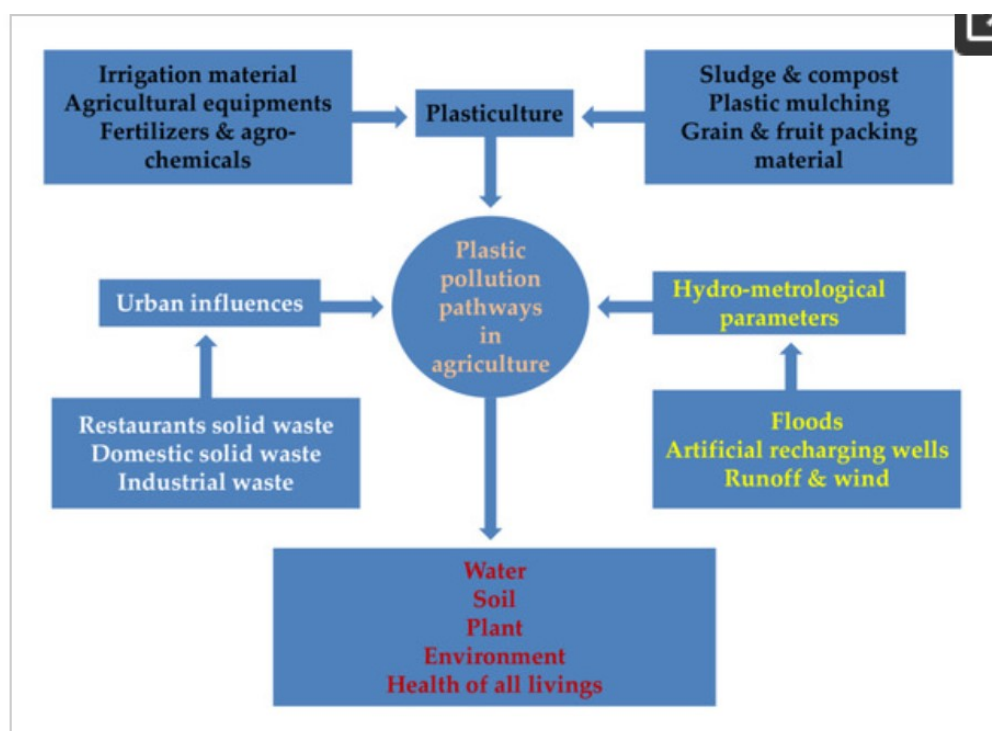 Irrigation material
Agricultural equipments
Fertilizers & agro-
chemicals
Plasticulture
Sludge & compost
Plastic mulching
Grain & fruit packing
material
Plastic
pollution
pathways
in
agriculture
Urban influences
Hydro-metrological
parameters
Restaurants solid waste
Domestic solid waste
Industrial waste
Floods
Artificial recharging wells
Runoff & wind
Water
Soil
Plant
Environment
Health of all livings